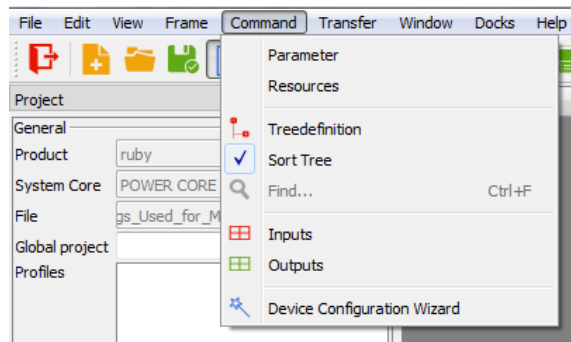 File Edit View Frame Command Transfer Window Docks Help
Parameter
Resources
Treedefinition
Sort Tree
Find... Ctrl+F
Inputs
Outputs
Device Configuration Wizard
Project
General
Product ruby
System Core POWER CORE
File gs_Used_for_M
Global project
Profiles